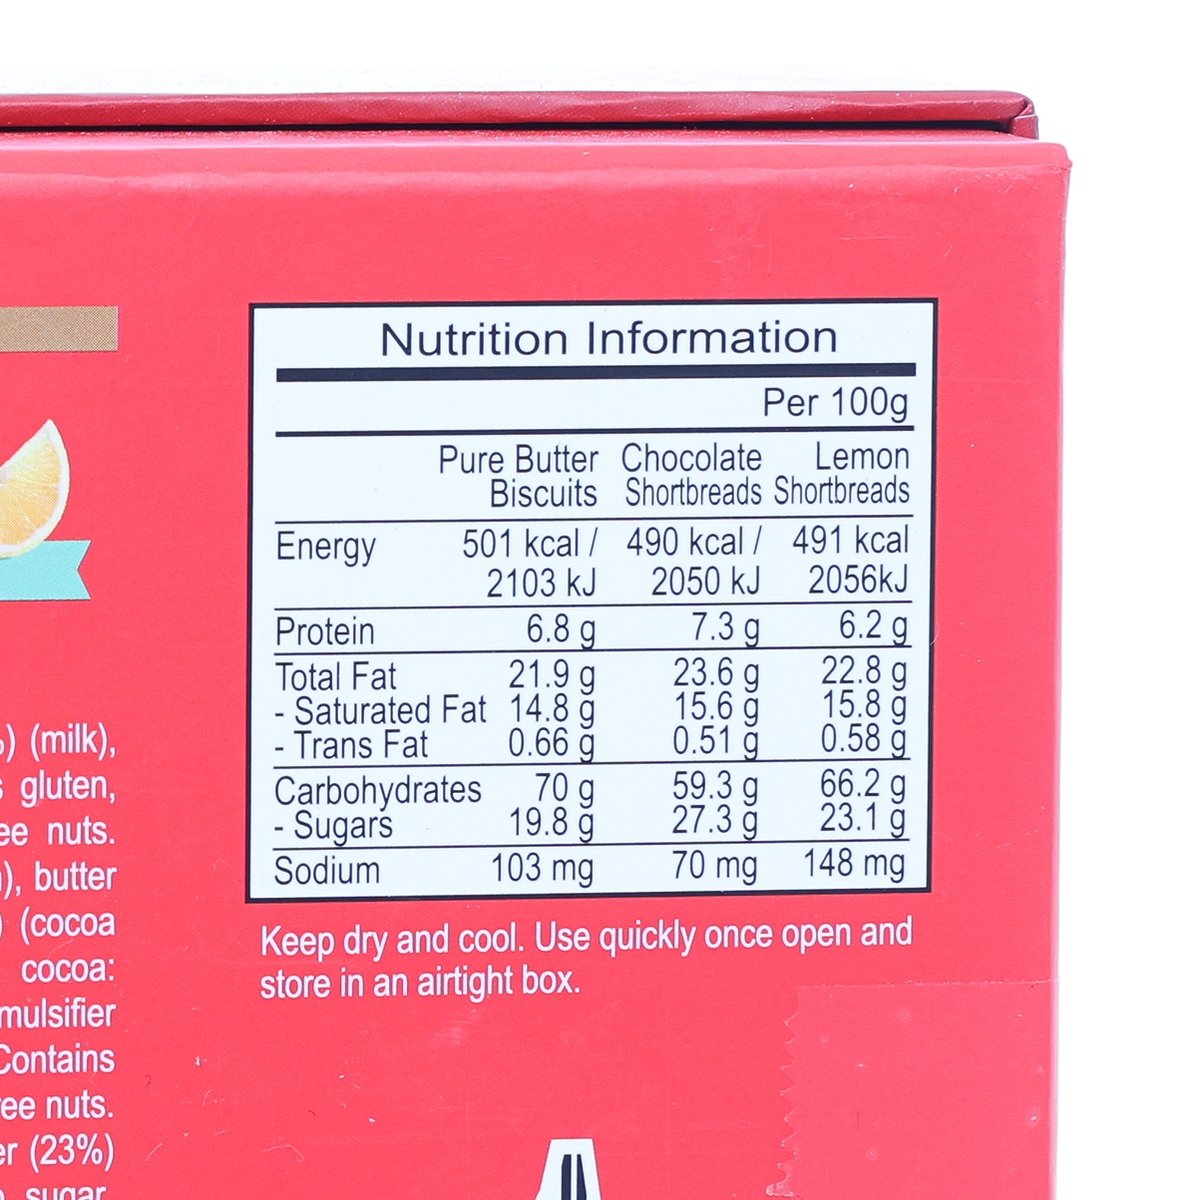 Nutrition Information
Per 100g
Pure Butter Chocolate Lemon
Biscuits Shortbreads Shortbreads
Energy 501 kcal / 490 kcal / 491 kcal
2103 kJ 2050 kJ 2056kJ
Protein 6.8 g 7.3 g 6.2 g
Total Fat 21.9 g 23.6 g 22.8 g
- Saturated Fat 14.8 g 15.6 g 15.8 g
- Trans Fat 0.66 g 0.51 g 0.58 g
Carbohydrates 70 g 59.3 g 66.2 g
- Sugars 19.8 g 27.3 g 23.1 g
Sodium 103 mg 70 mg 148 mg
Keep dry and cool. Use quickly once open and
store in an airtight box.
(milk),
gluten,
nuts.
butter
(cocoa
cocoa:
nuts.
(23%)
sugar